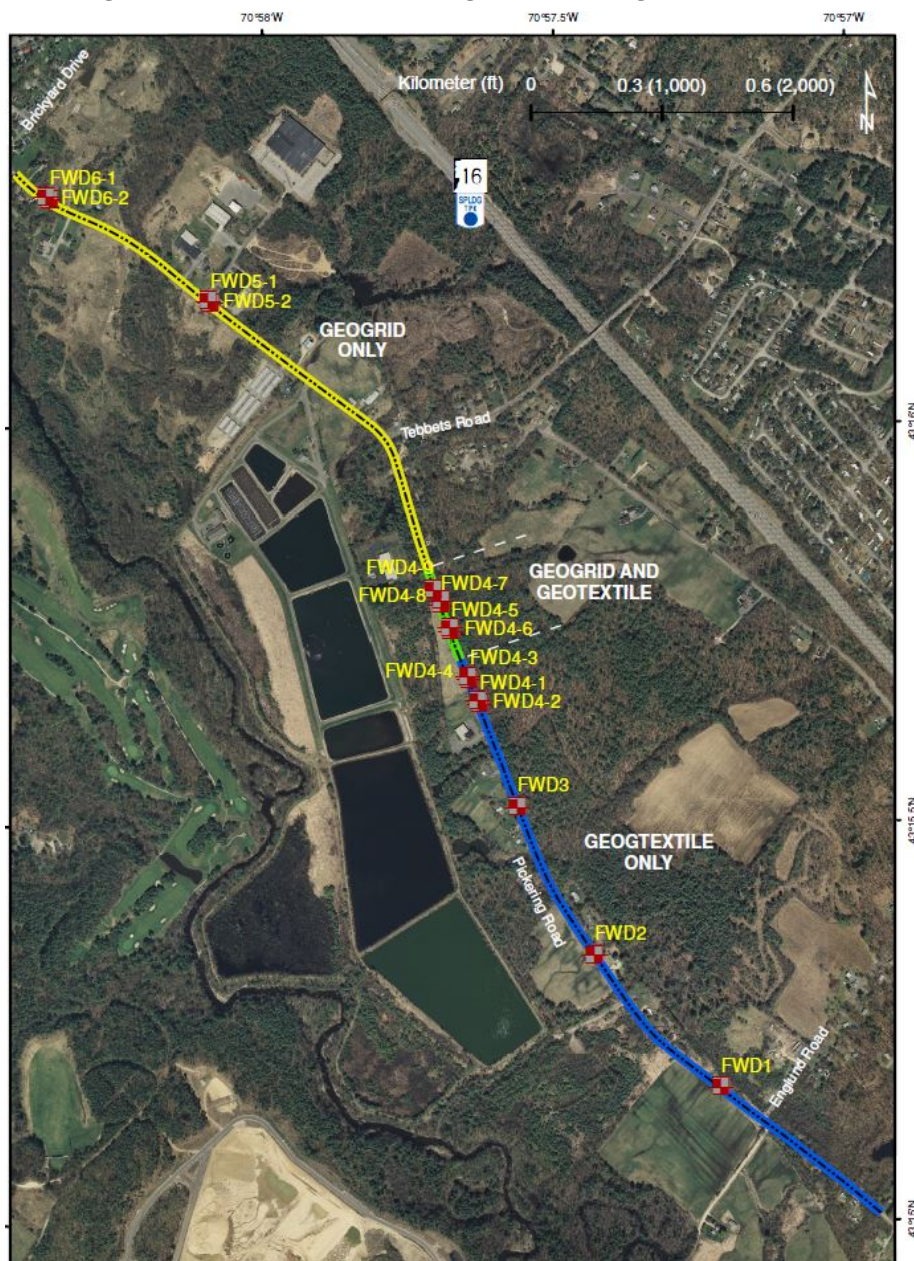 70°58'W 70°57.5'W 70°57'W
Brickyard Drive
Kilometer (ft) 0 0.3 (1,000) 0.6 (2,000)
N
16
SPLDG
TPK
FWD6-1
FWD6-2
FWD5-1
FWD5-2
GEOGRID
ONLY
Tebbets Road
FWD4-
FWD4-7
FWD4-8
FWD4-5
FWD4-6
GEOGRID AND
GEOTEXTILE
FWD4-3
FWD4-4
FWD4-1
FWD4-2
FWD3
GEOGTEXTILE
ONLY
Pickering Road
FWD2
FWD1
Englund Road